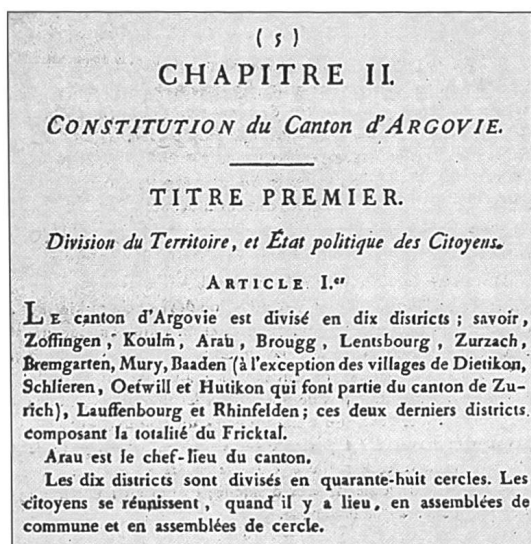 ( 5 )
CHAPITRE II.
CONSTITUTION du Canton d'ARGOVIE.
TITRE PREMIER.
Division du Territoire, et État politique des Citoyens.
ARTICLE I.er
LE canton d'Argovie est divisé en dix districts ; savoir,
Zoffingen, Koulm, Arau, Brougg, Lentsbourg, Zurzach,
Bremgarten, Mury, Baaden (à l'exception des villages de Dietikon,
Schlieren, Oetwill et Hutikon qui font partie du canton de Zu-
rich), Lauffenbourg et Rhinfelden ; ces deux derniers districts
composant la totalité du Fricktal.
Arau est le chef-lieu du canton.
Les dix districts sont divisés en quarante-huit cercles. Les
citoyens se réunissent, quand il y a lieu, en assemblées de
commune et en assemblées de cercle.